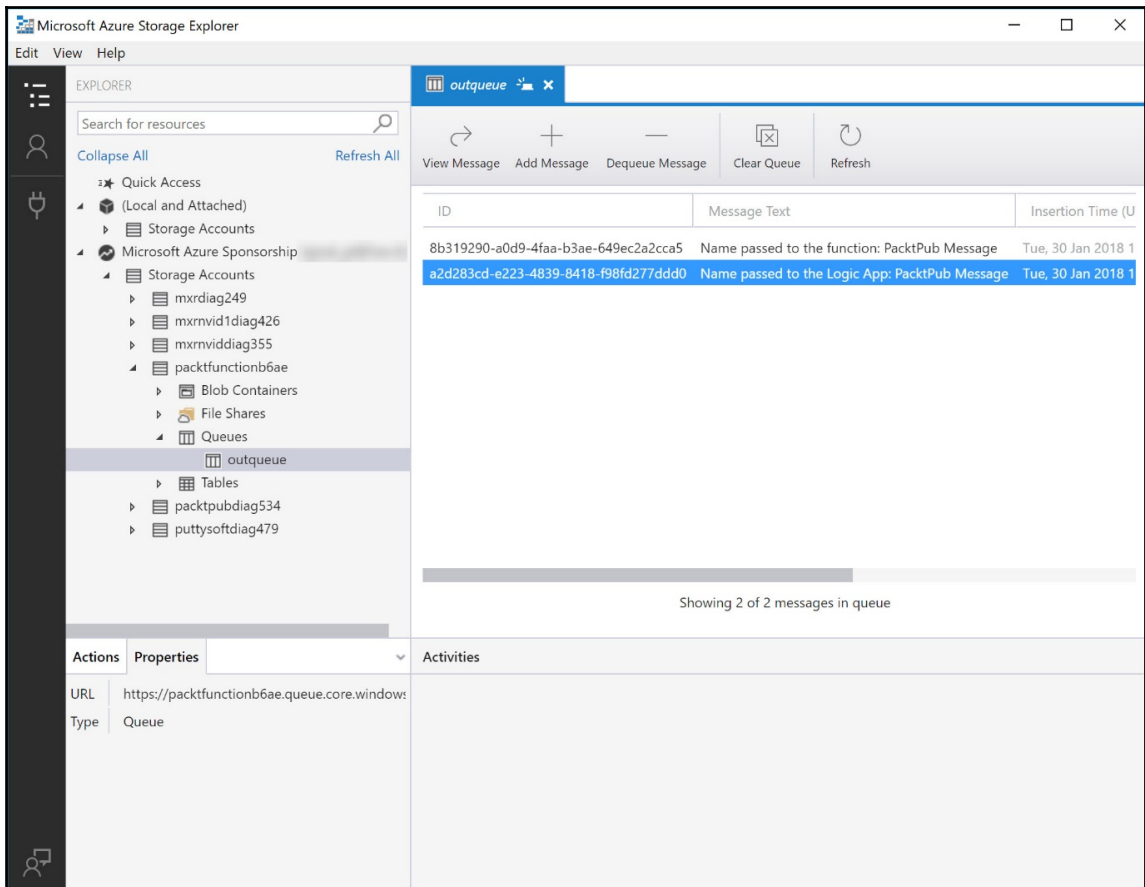 Microsoft Azure Storage Explorer
Edit View Help
EXPLORER
Search for resources
Collapse All Refresh All
Quick Access
(Local and Attached)
Storage Accounts
Microsoft Azure Sponsorship
Storage Accounts
mxrdiag249
mxrnvid1diag426
mxrnviddiag355
packtfunctionb6ae
Blob Containers
File Shares
Queues
outqueue
Tables
packtpubdiag534
puttysoftdiag479
Actions Properties
URL https://packtfunctionb6ae.queue.core.windows
Type Queue
outqueue
View Message Add Message Dequeue Message Clear Queue Refresh
ID Message Text Insertion Time (U
8b319290-a0d9-4faa-b3ae-649ec2a2cca5 Name passed to the function: PacktPub Message Tue, 30 Jan 2018 1
a2d283cd-e223-4839-8418-f98fd277ddd0 Name passed to the Logic App: PacktPub Message Tue, 30 Jan 2018 1
Showing 2 of 2 messages in queue
Activities